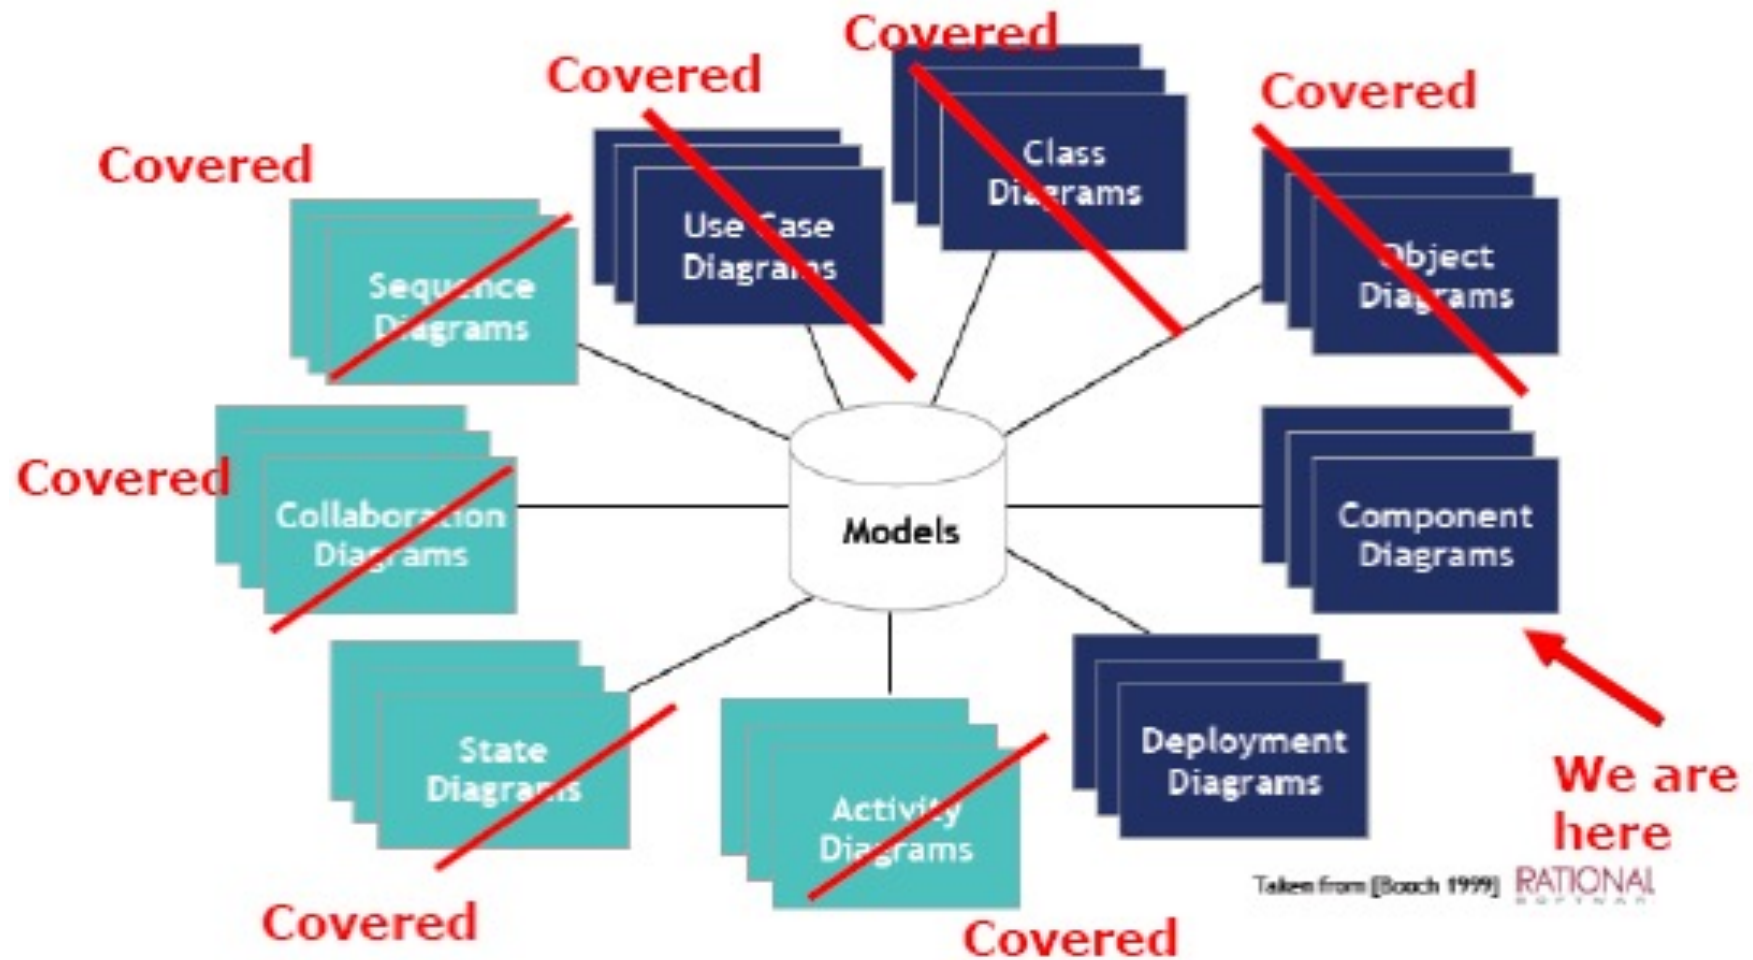 Covered
Covered
Covered
Covered
Class
Diagrams
Use Case
Diagrams
Object
Diagrams
Sequence
Diagrams
Covered
Collaboration
Diagrams
Models
Component
Diagrams
State
Diagrams
Activity
Diagrams
Deployment
Diagrams
We are
here
Taken from [Booch 1999]
RATIONAL
SOFTWARE
Covered
Covered